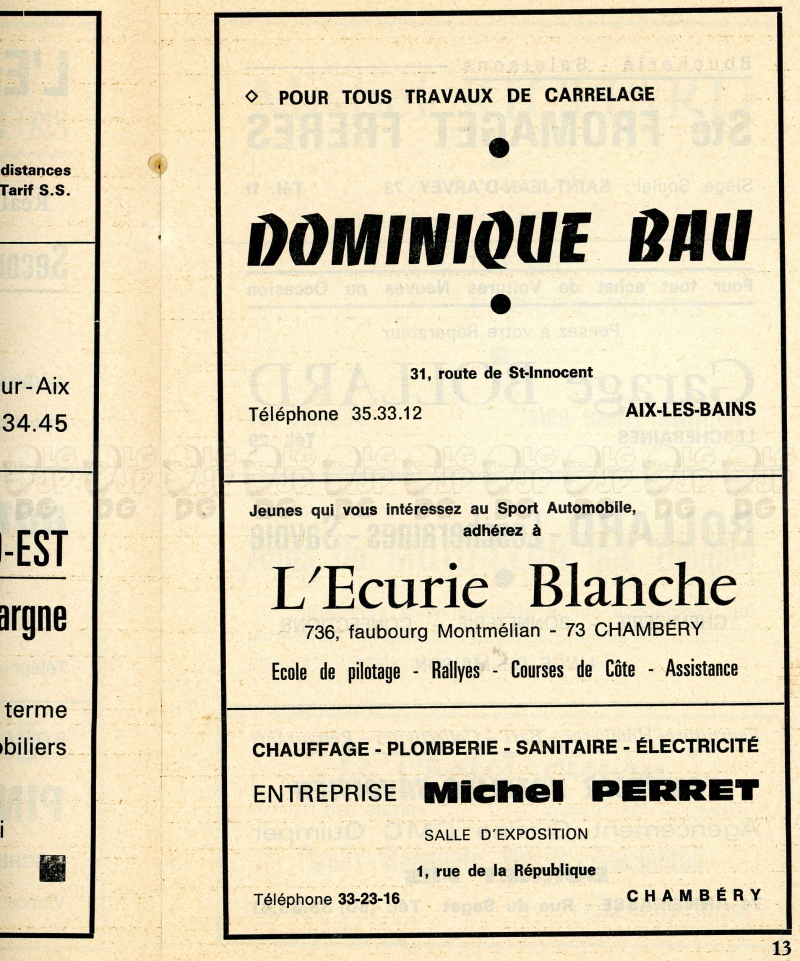 distances
Tarif S.S.
ur-Aix
34.45
-EST
argne
terme
obiliers
i
◇ POUR TOUS TRAVAUX DE CARRELAGE
DOMINIQUE BAU
31, route de St-Innocent
Téléphone 35.33.12 AIX-LES-BAINS
Jeunes qui vous intéressez au Sport Automobile,
adhérez à
L'Ecurie Blanche
736, faubourg Montmélian - 73 CHAMBÉRY
Ecole de pilotage - Rallyes - Courses de Côte - Assistance
CHAUFFAGE - PLOMBERIE - SANITAIRE - ÉLECTRICITÉ
ENTREPRISE Michel PERRET
SALLE D'EXPOSITION
1, rue de la République
Téléphone 33-23-16 CHAMBÉRY
13